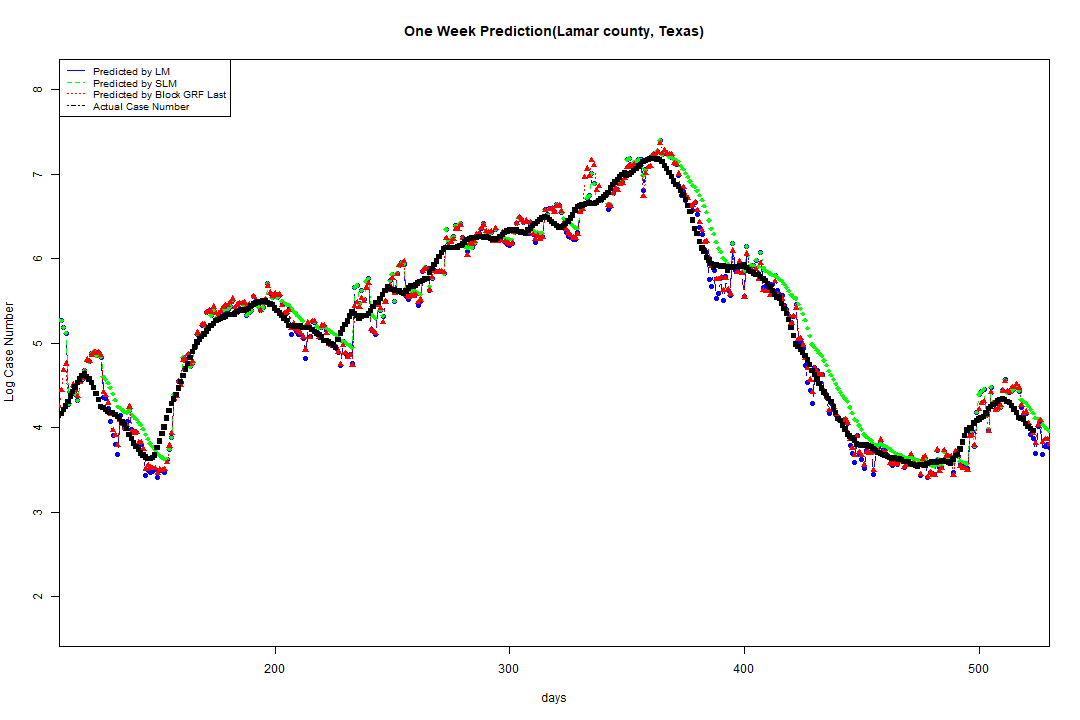 One Week Prediction(Lamar county, Texas)
Predicted by LM
Predicted by SLM
Predicted by Block GRF Last
Actual Case Number
8
7
6
5
4
3
2
Log Case Number
200 300 400 500
days